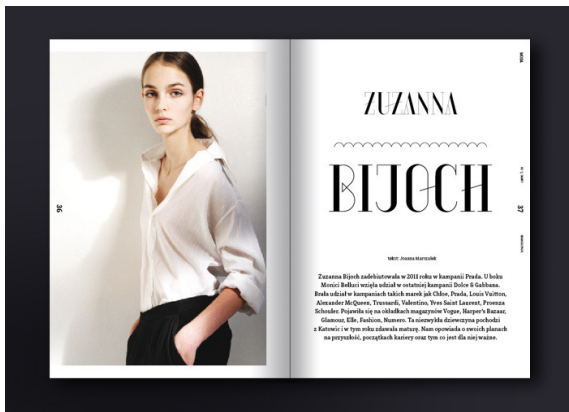 36
MODA
ZUZANNA
BIJOCH
37
tekst: Joanna Marszałek
Zuzanna Bijoch zadebiutowała w 2011 roku w kampanii Prada. U boku
Monici Belluci wzięła udział w ostatniej kampanii Dolce & Gabbana.
Brała udział w kampaniach takich marek jak Chloe, Prada, Louis Vuitton,
Alexander McQueen, Trussardi, Valentino, Yves Saint Laurent, Proenza
Schouler. Pojawiła się na okładkach magazynów Vogue, Harper's Bazaar,
Glamour, Elle, Fashion, Numero. Ta niezwykła dziewczyna pochodzi
z Katowic i w tym roku zdawała maturę. Nam opowiada o swoich planach
na przyszłość, początkach kariery oraz tym co jest dla niej ważne.